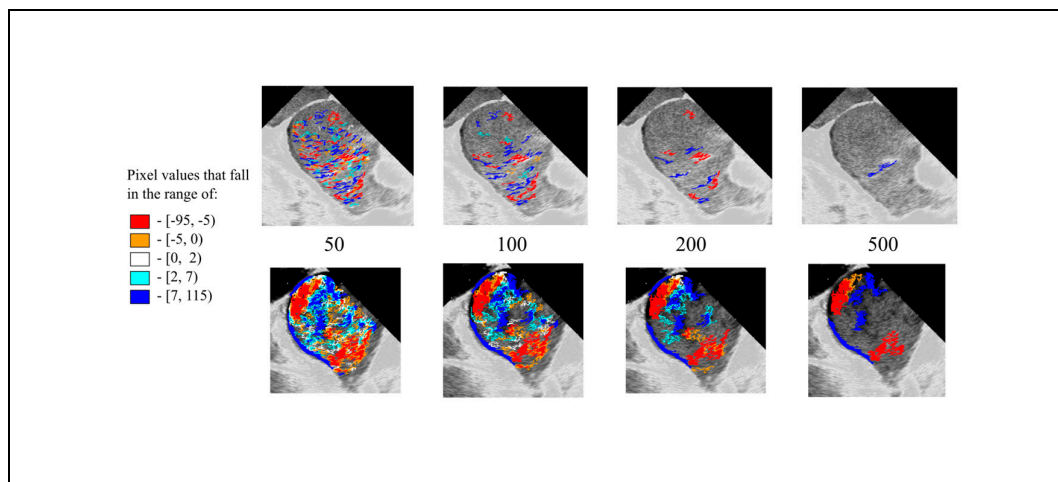 Pixel values that fall
in the range of:
- [-95, -5)
- [-5, 0)
- [0, 2)
- [2, 7)
- [7, 115)
50 100 200 500